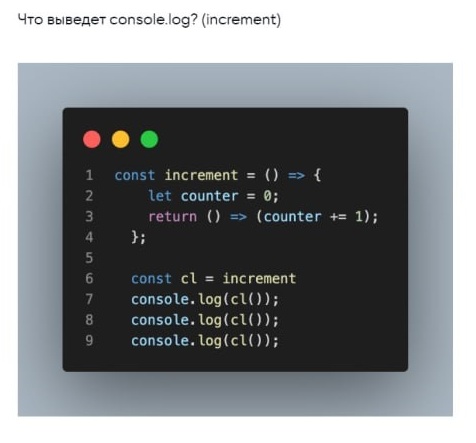 Что выведет console.log? (increment)
1 const increment = () => {
2 let counter = 0;
3 return () => (counter += 1);
4 };
5
6 const cl = increment
7 console.log(cl());
8 console.log(cl());
9 console.log(cl());